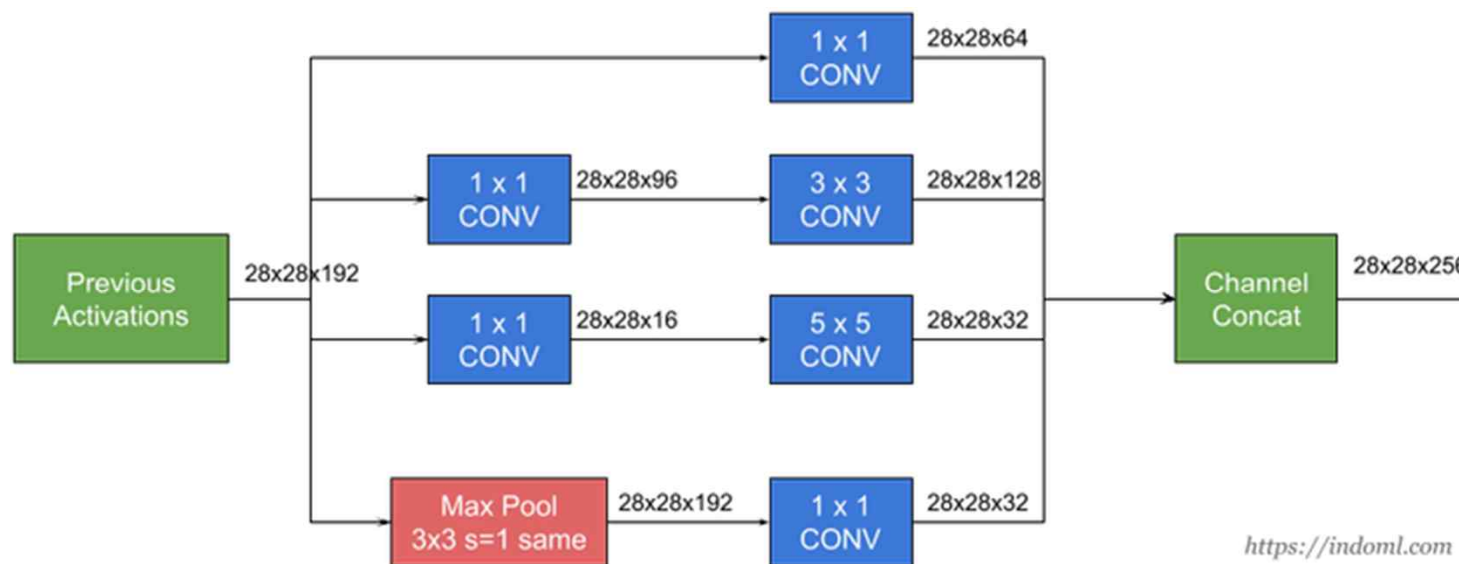 1 x 1
CONV
28x28x64
1 x 1
CONV
28x28x96
3 x 3
CONV
28x28x128
Previous
Activations
28x28x192
Channel
Concat
28x28x256
1 x 1
CONV
28x28x16
5 x 5
CONV
28x28x32
Max Pool
3x3 s=1 same
28x28x192
1 x 1
CONV
28x28x32
https://indoml.com